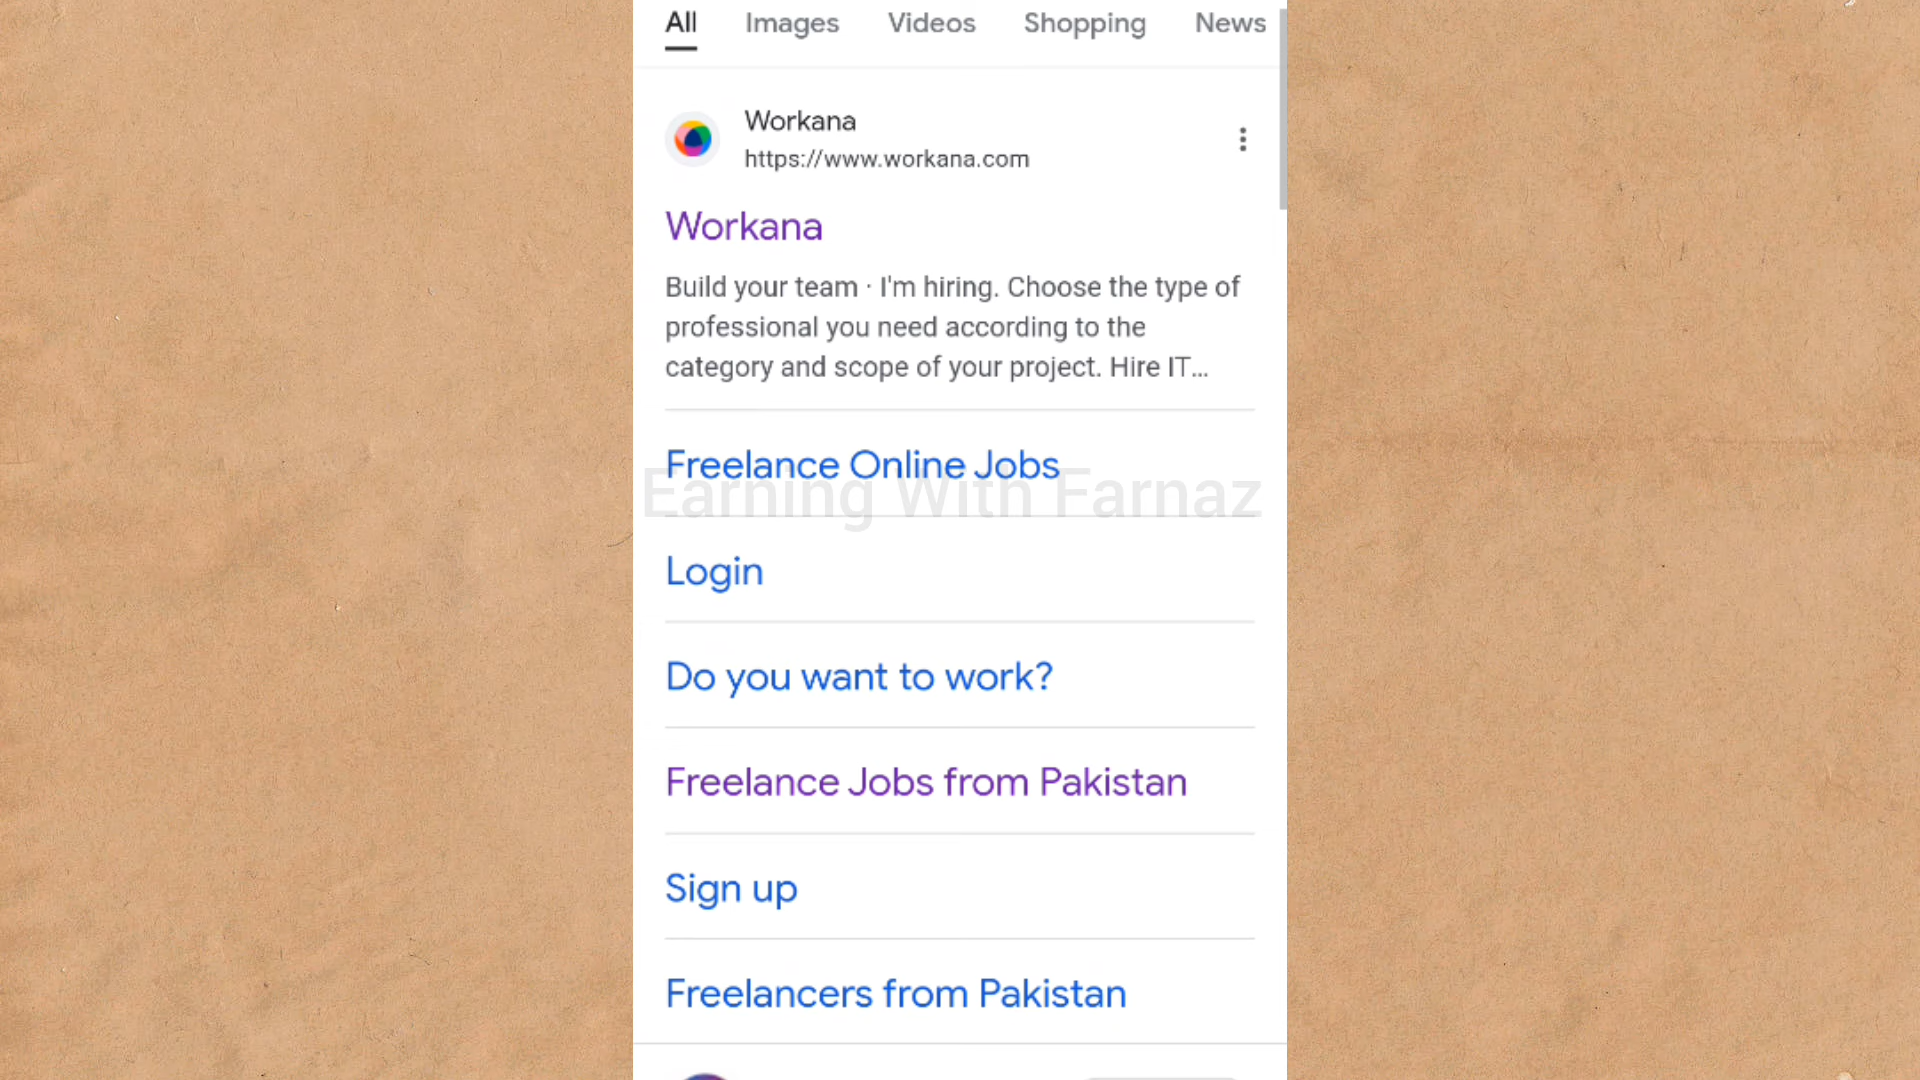 All Images Videos Shopping News
Workana
https://www.workana.com
Workana
Build your team · I'm hiring. Choose the type of
professional you need according to the
category and scope of your project. Hire IT...
Freelance Online Jobs
Earning With Farnaz
Login
Do you want to work?
Freelance Jobs from Pakistan
Sign up
Freelancers from Pakistan